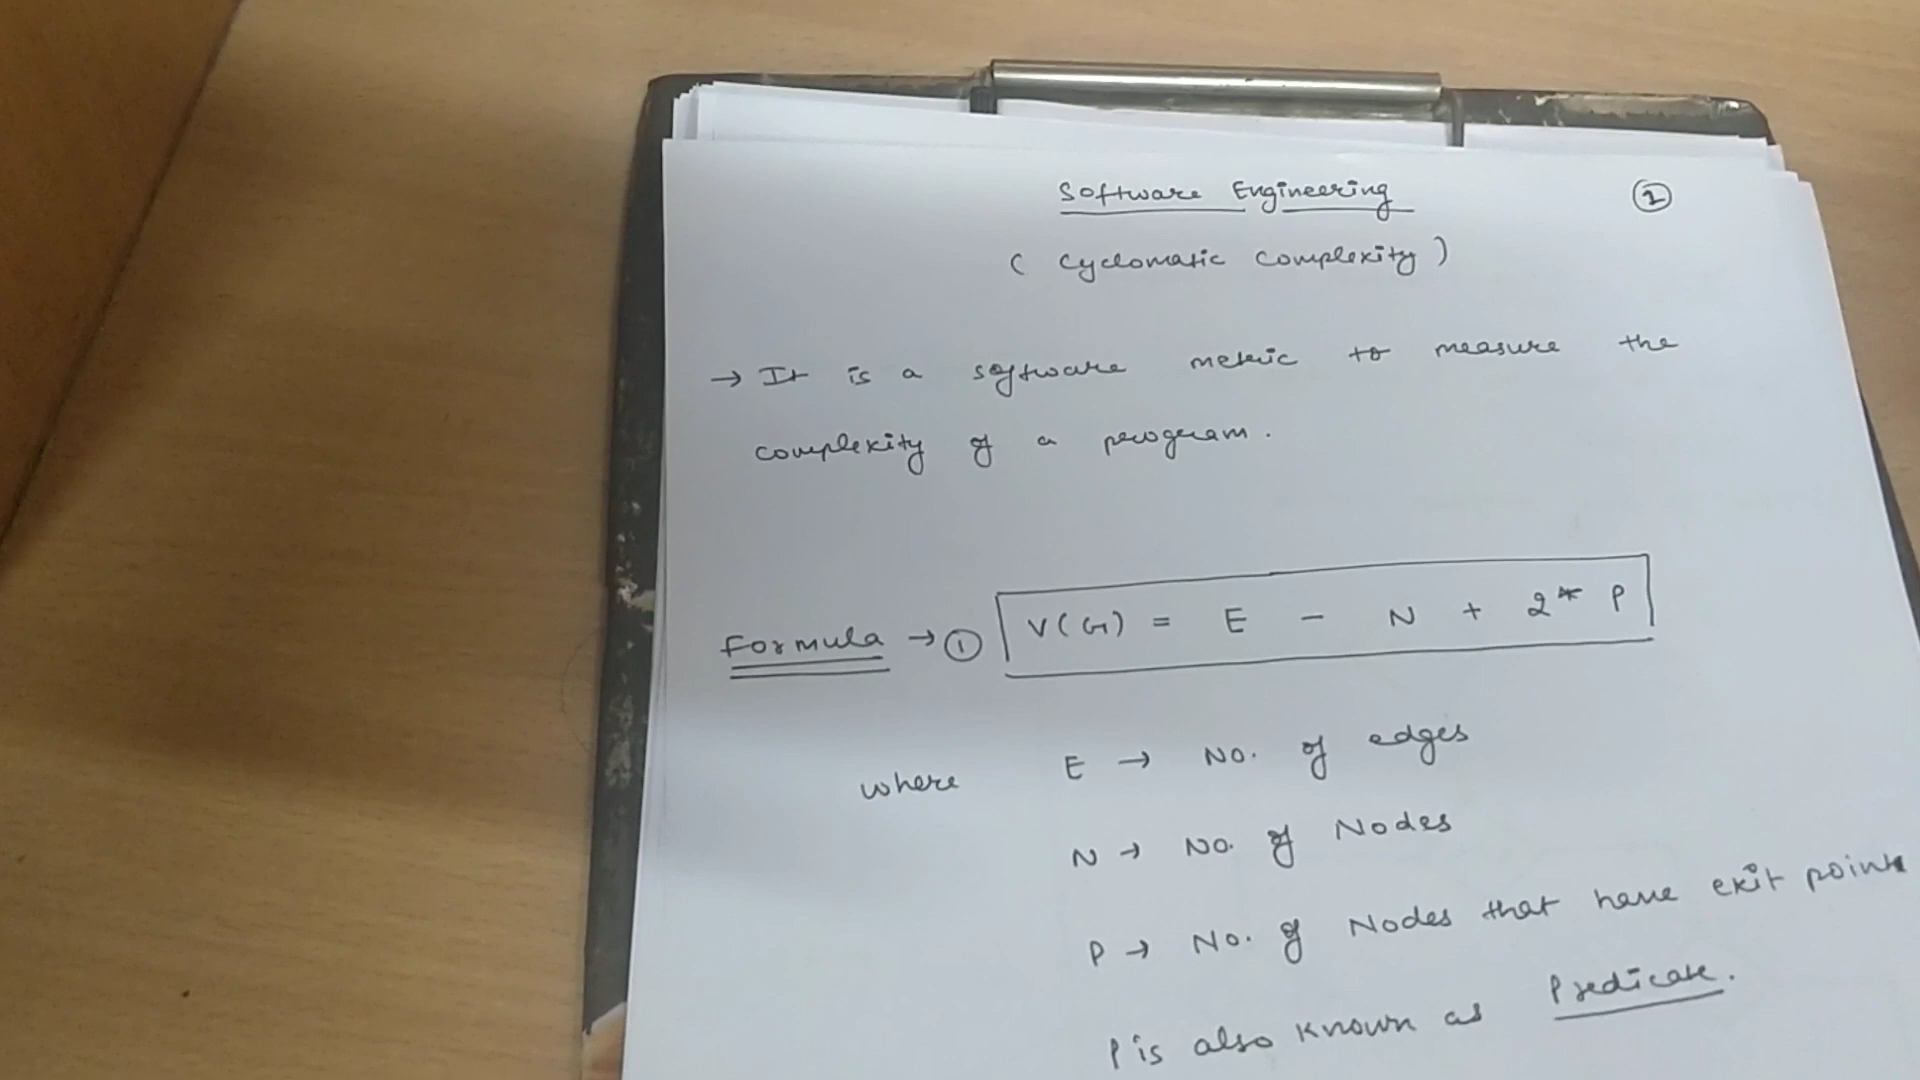 Software Engineering
②
( Cyclomatic Complexity )
→ It is a software metric to measure the
complexity of a program.
Formula → ① V(G) = E - N + 2* P
where E → No. of edges
N → No. of Nodes
P → No. of Nodes that have exit points
P is also known as Predicate.